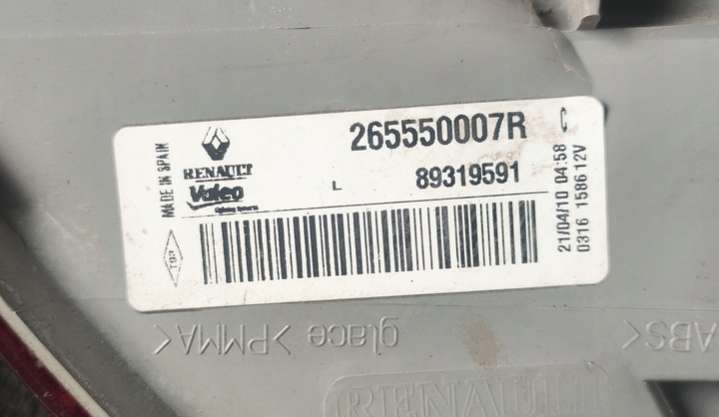 MADE IN SPAIN
RENAULT
Valeo
265550007R
C
L
89319591
21/04/10 04:58
0316 1586 12V
>PMMA< glace
>ABS<
RENAULT